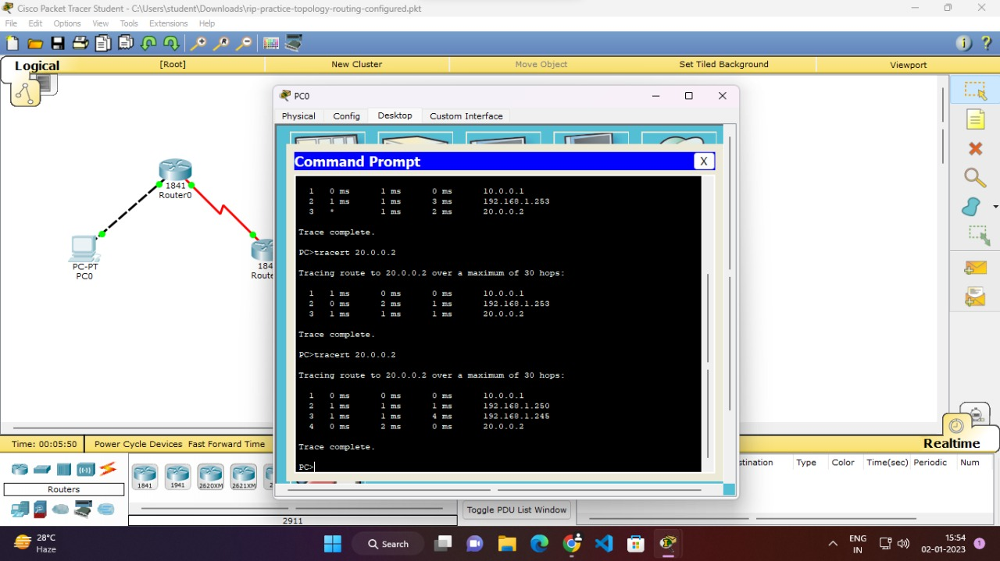 Cisco Packet Tracer Student - C:\Users\student\Downloads\rip-practice-topology-routing-configured.pkt
File Edit Options View Tools Extensions Help
Logical [Root] New Cluster Move Object Set Tiled Background Viewport
PC0
Physical Config Desktop Custom Interface
Command Prompt X
1 0 ms 1 ms 0 ms 10.0.0.1
2 1 ms 1 ms 3 ms 192.168.1.253
3 * 1 ms 2 ms 20.0.0.2
Trace complete.
PC>tracert 20.0.0.2
Tracing route to 20.0.0.2 over a maximum of 30 hops:
1 1 ms 0 ms 0 ms 10.0.0.1
2 0 ms 2 ms 1 ms 192.168.1.253
3 1 ms 1 ms 1 ms 20.0.0.2
Trace complete.
PC>tracert 20.0.0.2
Tracing route to 20.0.0.2 over a maximum of 30 hops:
1 0 ms 0 ms 0 ms 10.0.0.1
2 1 ms 1 ms 1 ms 192.168.1.250
3 1 ms 1 ms 4 ms 192.168.1.245
4 0 ms 2 ms 0 ms 20.0.0.2
Trace complete.
PC>
1841
Router0
PC-PT
PC0
184
Route
Time: 00:05:50 Power Cycle Devices Fast Forward Time
Realtime
Routers
1841 1941 2620XM 2621XM 2
2911
Toggle PDU List Window
stination Type Color Time(sec) Periodic Num
28°C
Haze
Search
ENG
IN
15:54
02-01-2023
1